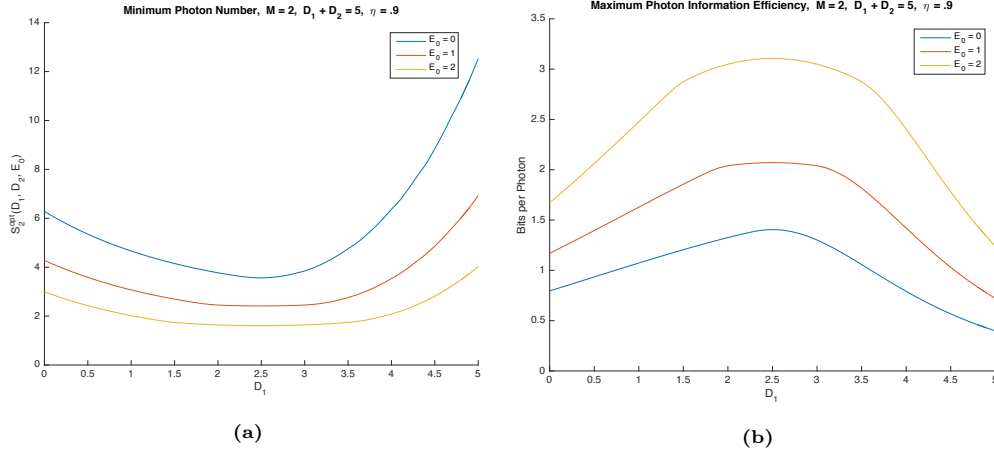 Minimum Photon Number, M = 2, D₁ + D₂ = 5, η = .9
14
12
10
8
6
4
2
0
S₂ᵒᵖᵗ(D₁, D₂, E₀)
E₀ = 0
E₀ = 1
E₀ = 2
0 0.5 1 1.5 2 2.5 3 3.5 4 4.5 5
D₁
(a)
Maximum Photon Information Efficiency, M = 2, D₁ + D₂ = 5, η = .9
3.5
3
2.5
2
1.5
1
0.5
0
Bits per Photon
E₀ = 0
E₀ = 1
E₀ = 2
0 0.5 1 1.5 2 2.5 3 3.5 4 4.5 5
D₁
(b)